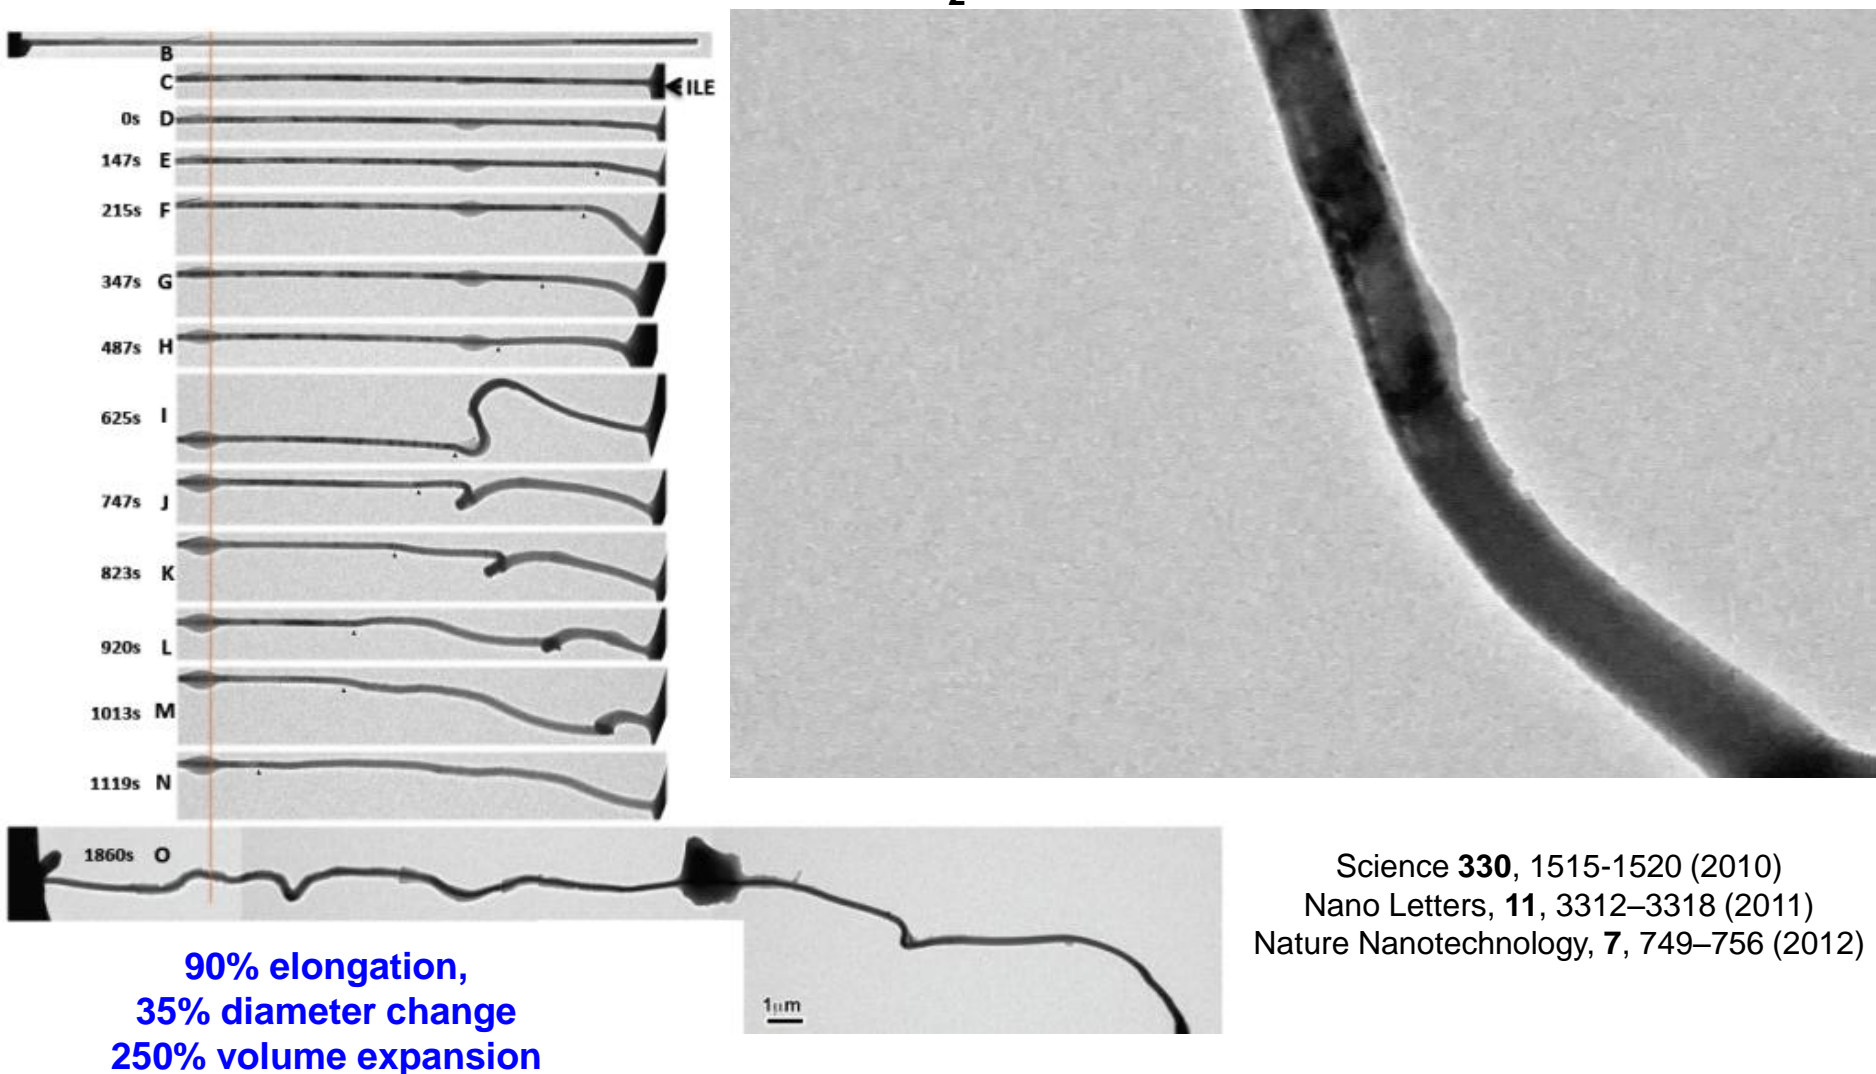 2
B
C
ILE
0s D
147s E
215s F
347s G
487s H
625s I
747s J
823s K
920s L
1013s M
1119s N
1860s O
1μm
90% elongation,
35% diameter change
250% volume expansion
Science 330, 1515-1520 (2010)
Nano Letters, 11, 3312–3318 (2011)
Nature Nanotechnology, 7, 749–756 (2012)